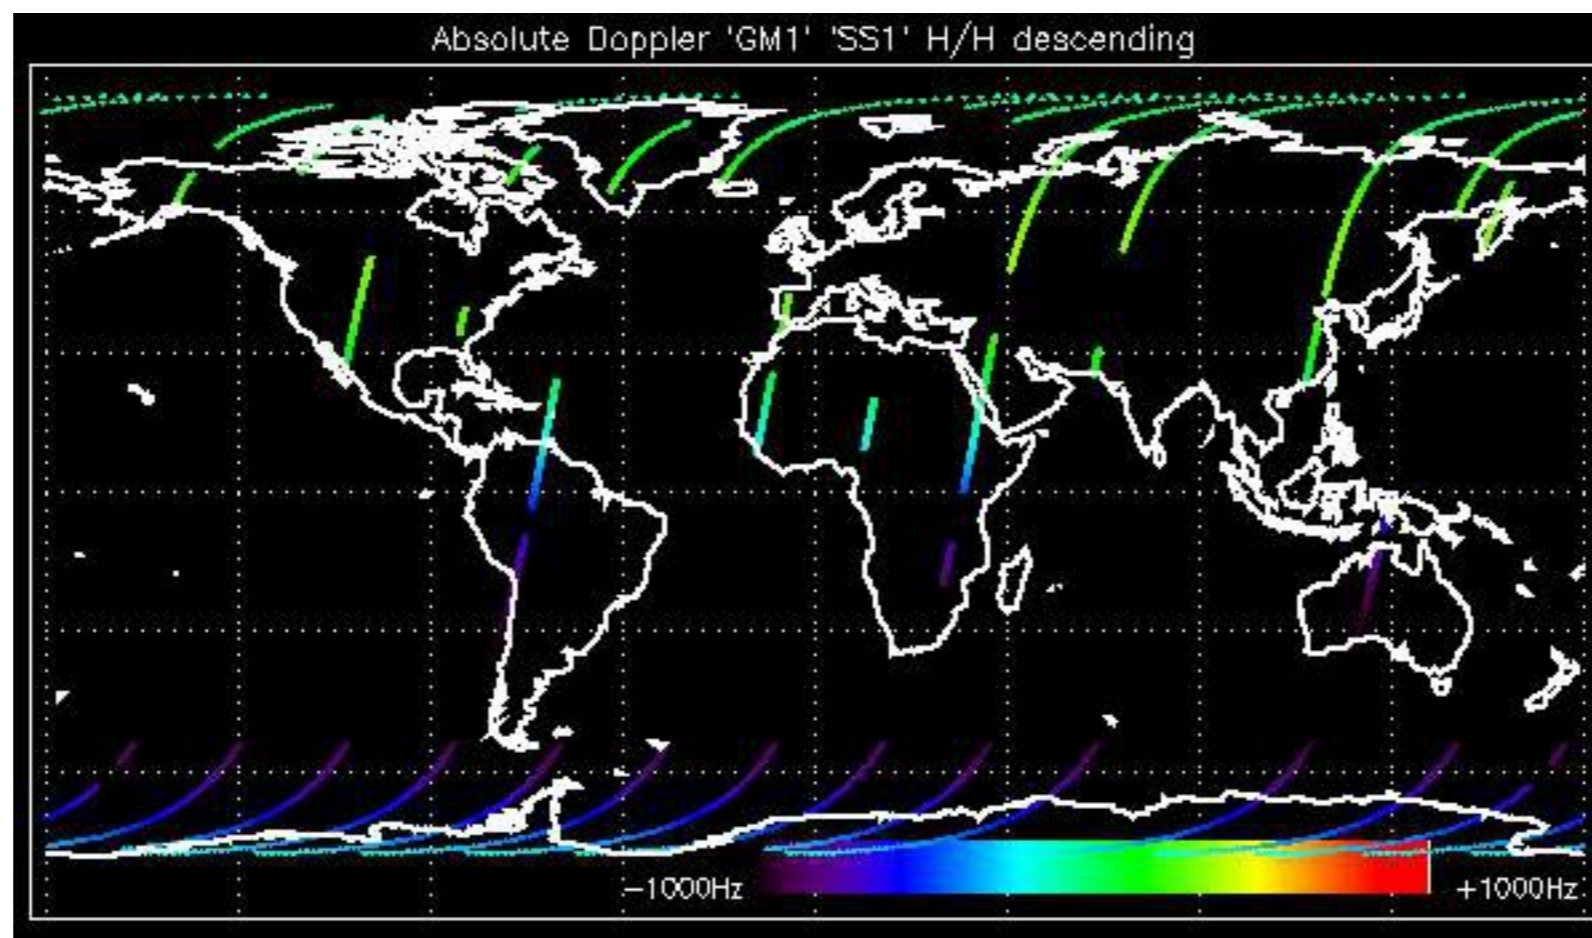 Absolute Doppler 'GM1' 'SS1' H/H descending
-1000Hz +1000Hz